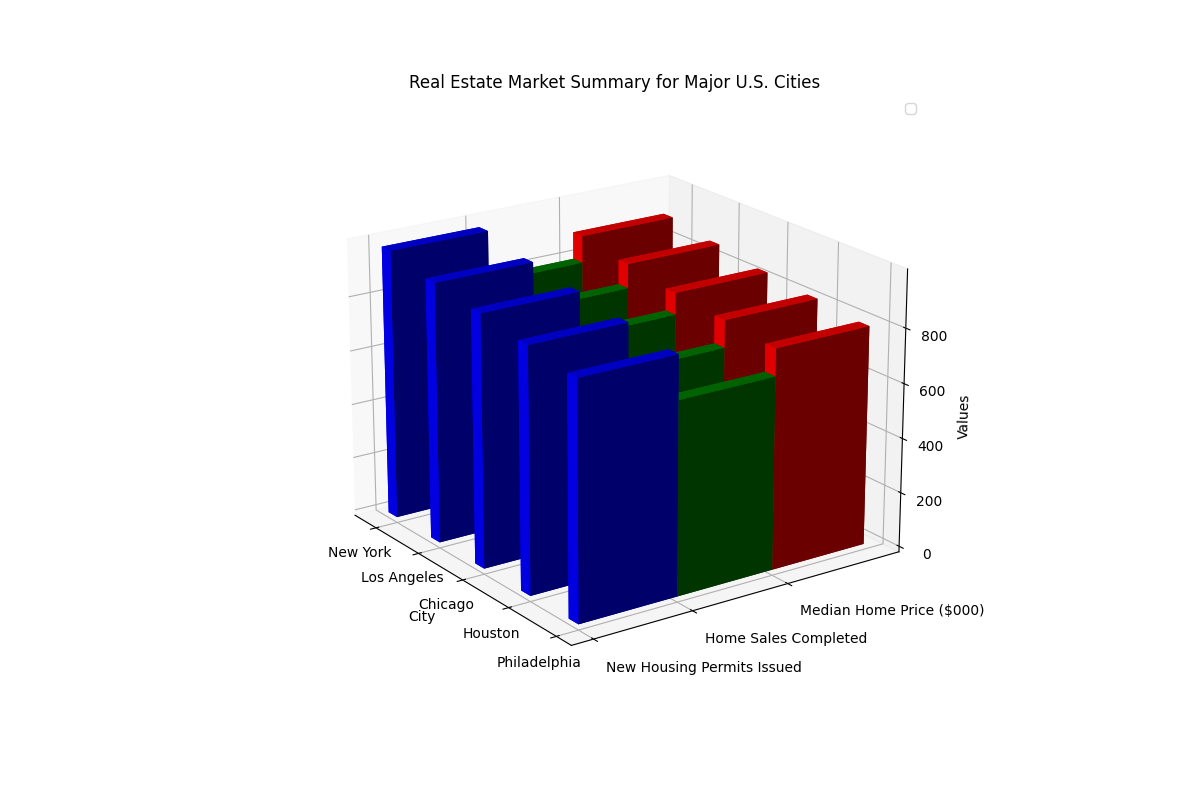 Real Estate Market Summary for Major U.S. Cities
800
600
400
200
0
Values
New York
Los Angeles
Chicago
Houston
Philadelphia
City
New Housing Permits Issued
Home Sales Completed
Median Home Price ($000)